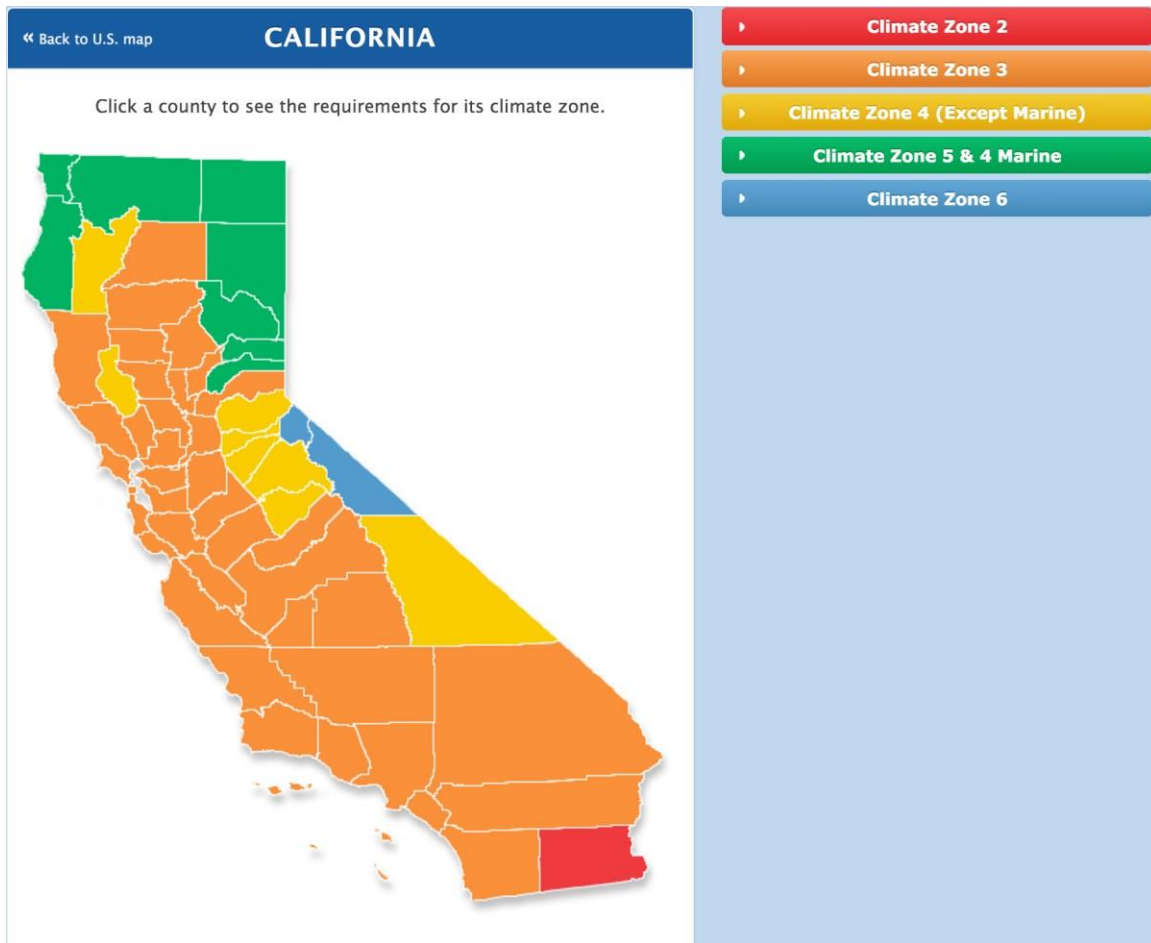 « Back to U.S. map
CALIFORNIA
Click a county to see the requirements for its climate zone.
Climate Zone 2
Climate Zone 3
Climate Zone 4 (Except Marine)
Climate Zone 5 & 4 Marine
Climate Zone 6